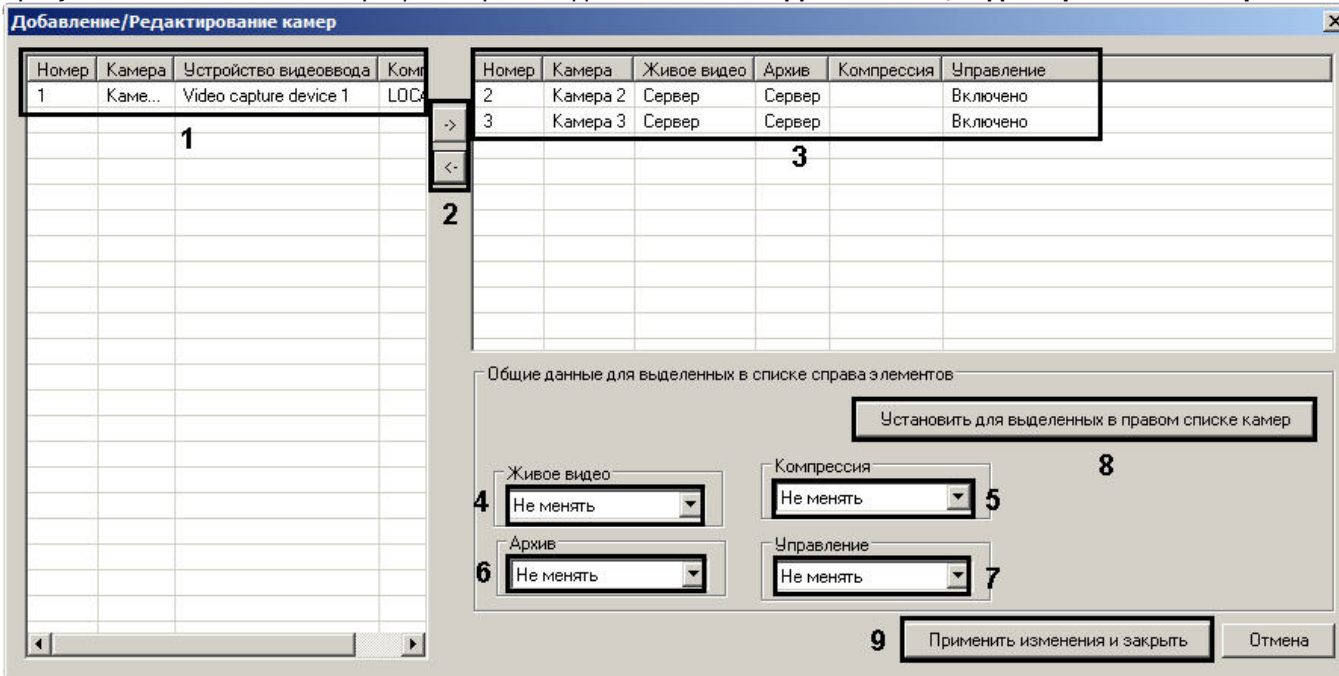 Добавление/Редактирование камер
Номер Камера Устройство видеоввода Комп
1 Каме... Video capture device 1 LOCA
1
->
<-
2
Номер Камера Живое видео Архив Компрессия Управление
2 Камера 2 Сервер Сервер Включено
3 Камера 3 Сервер Сервер Включено
3
Общие данные для выделенных в списке справа элементов
Установить для выделенных в правом списке камер
8
Живое видео
4 Не менять
Компрессия
Не менять 5
Архив
6 Не менять
Управление
Не менять 7
9 Применить изменения и закрыть Отмена